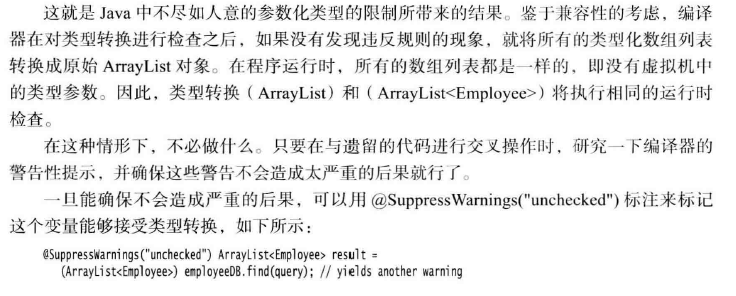 这就是 Java 中不尽如人意的参数化类型的限制所带来的结果。鉴于兼容性的考虑，编译
器在对类型转换进行检查之后，如果没有发现违反规则的现象，就将所有的类型化数组列表
转换成原始 ArrayList 对象。在程序运行时，所有的数组列表都是一样的，即没有虚拟机中
的类型参数。因此，类型转换（ArrayList）和（ArrayList<Employee>）将执行相同的运行时
检查。
在这种情形下，不必做什么。只要在与遗留的代码进行交叉操作时，研究一下编译器的
警告性提示，并确保这些警告不会造成太严重的后果就行了。
一旦能确保不会造成严重的后果，可以用 @SuppressWarnings("unchecked") 标注来标记
这个变量能够接受类型转换，如下所示：
@SuppressWarnings("unchecked") ArrayList<Employee> result =
(ArrayList<Employee>) employeeDB.find(query); // yields another warning